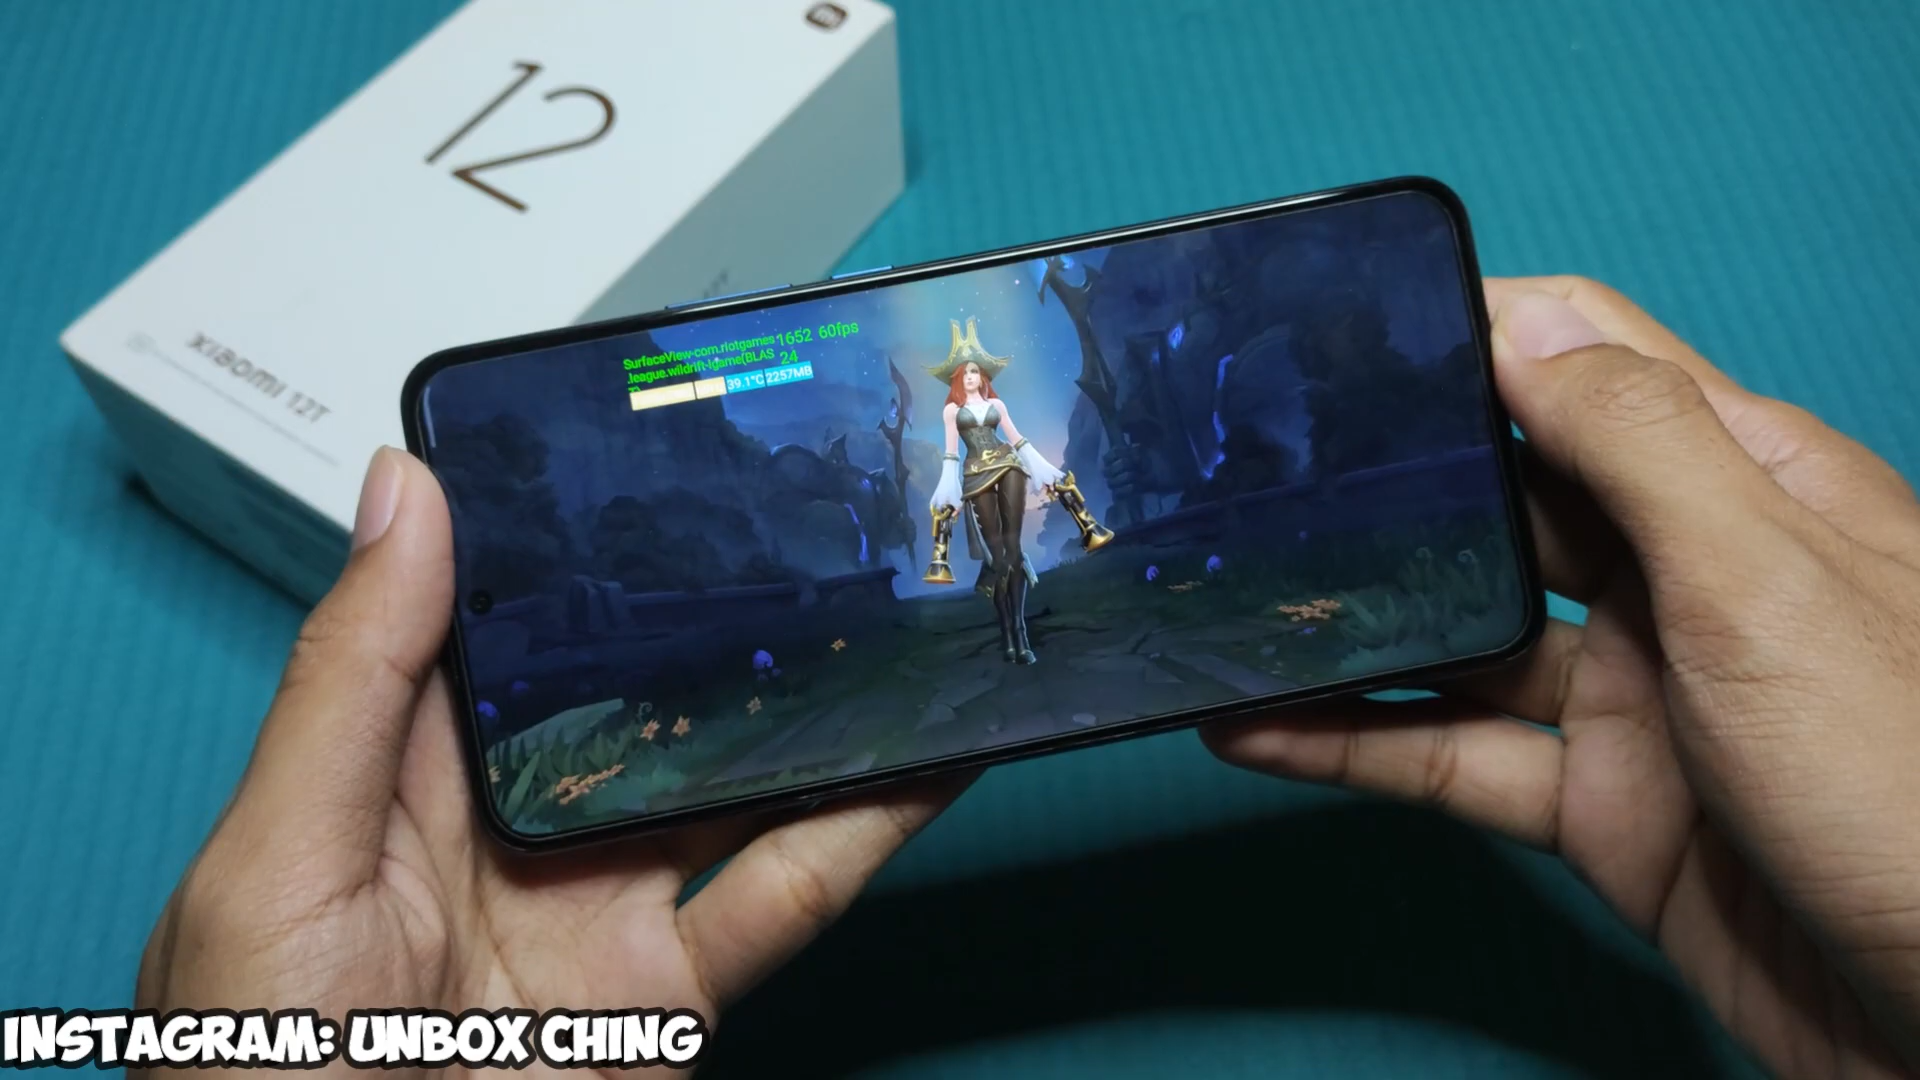 12
XIAOMI 12T
SurfaceView-com.riotgames 1652 60fps
.league.wildrift-lgame(BLAS 24
T)
39.1°C 2257MB
INSTAGRAM: UNBOX CHING